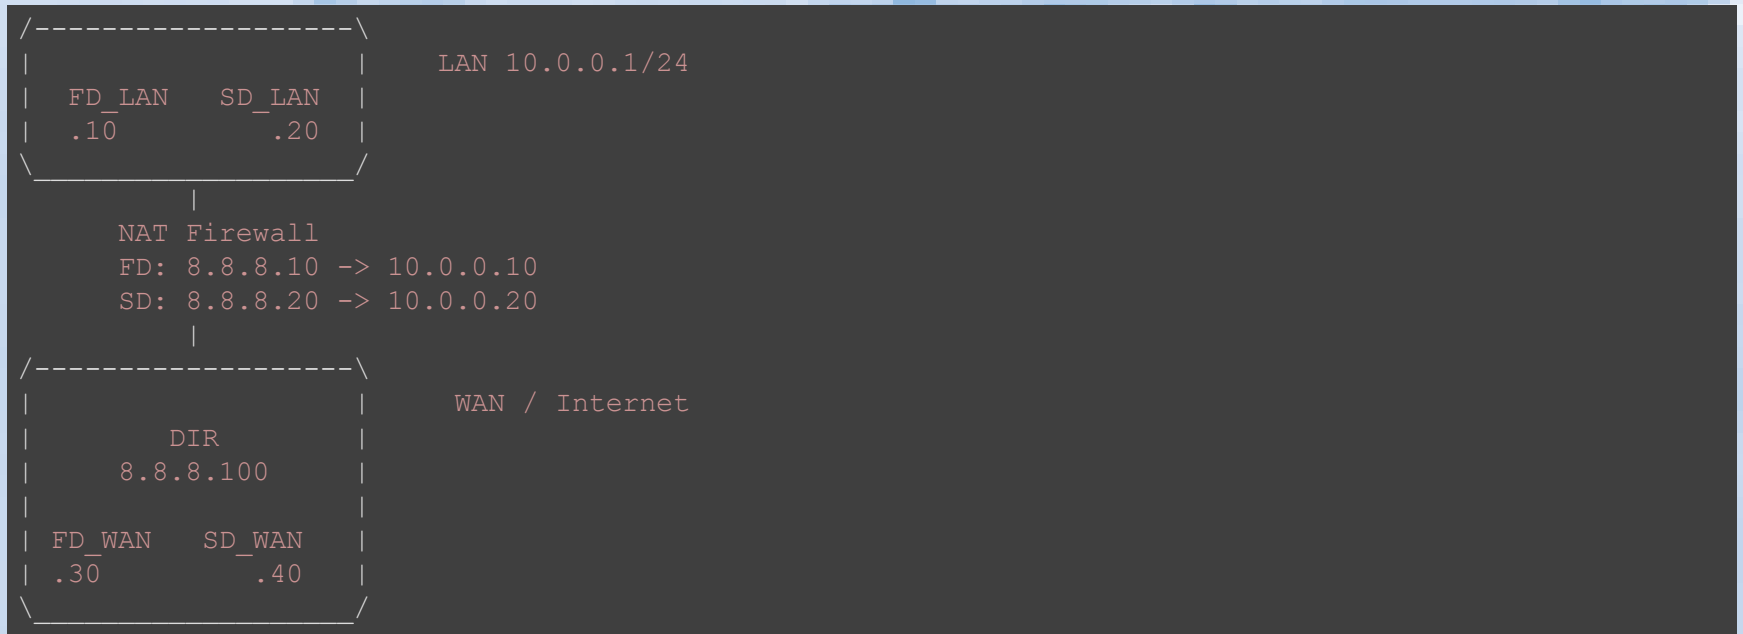 /-------------------\
|                   |    LAN 10.0.0.1/24
|  FD_LAN   SD_LAN  |
|  .10         .20  |
\___________________/
          |
      NAT Firewall
      FD: 8.8.8.10 -> 10.0.0.10
      SD: 8.8.8.20 -> 10.0.0.20
          |
/-------------------\
|                   |     WAN / Internet
|        DIR        |
|     8.8.8.100     |
|                   |
| FD_WAN   SD_WAN   |
| .30         .40   |
\___________________/